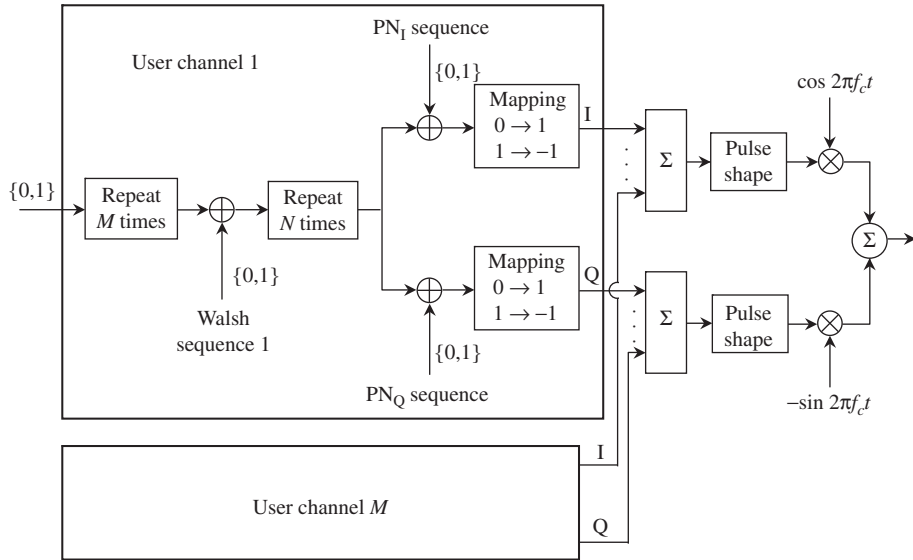 PN_I sequence
User channel 1
{0,1}
Mapping
0 → 1
1 → −1
I
cos 2πf_ct
Σ
Pulse
shape
{0,1}
Repeat
M times
Repeat
N times
{0,1}
Walsh
sequence 1
Σ
Mapping
0 → 1
1 → −1
Q
{0,1}
PN_Q sequence
Σ
Pulse
shape
−sin 2πf_ct
I
User channel M
Q